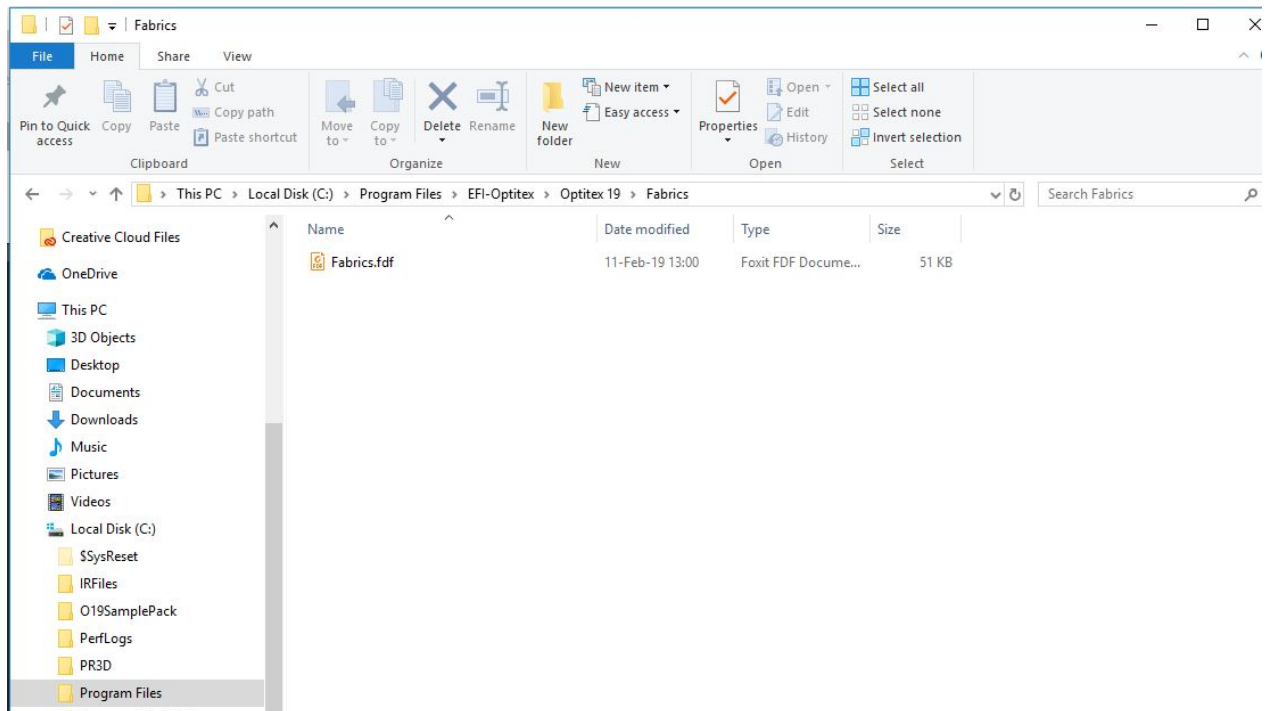 Fabrics
File Home Share View
Pin to Quick access
Copy
Paste
Cut
Copy path
Paste shortcut
Clipboard
Move to
Copy to
Delete
Rename
Organize
New folder
New item
Easy access
New
Properties
Open
Edit
History
Open
Select all
Select none
Invert selection
Select
This PC > Local Disk (C:) > Program Files > EFI-Optitex > Optitex 19 > Fabrics
Search Fabrics
Creative Cloud Files
OneDrive
This PC
3D Objects
Desktop
Documents
Downloads
Music
Pictures
Videos
Local Disk (C:)
$SysReset
IRFiles
O19SamplePack
PerfLogs
PR3D
Program Files
Name Date modified Type Size
Fabrics.fdf 11-Feb-19 13:00 Foxit FDF Docume... 51 KB